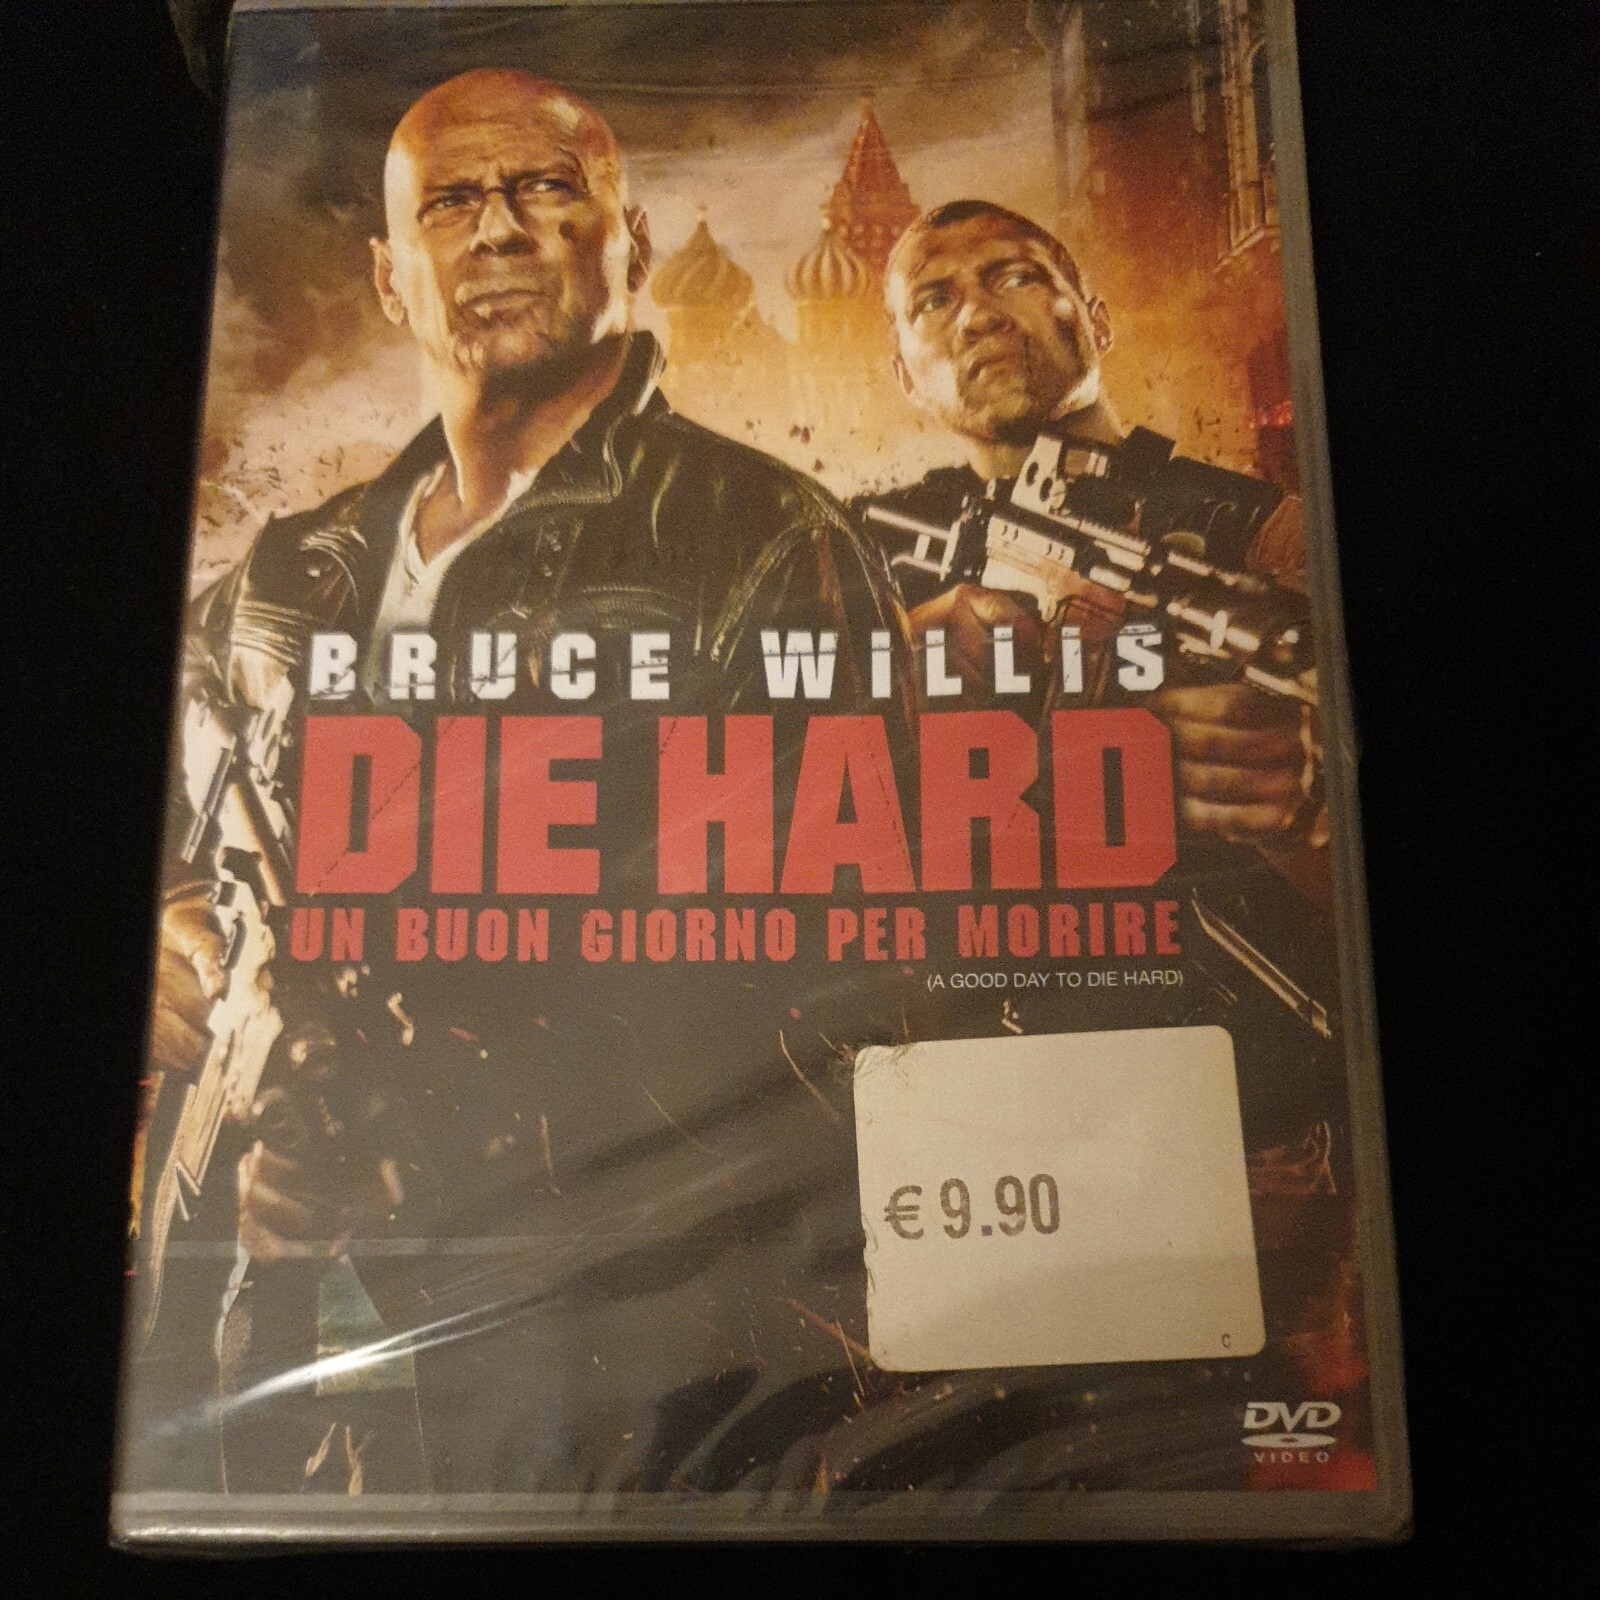 BRUCE WiLLiS
DIE HARD
UN BUON GIORNO PER MORIRE
(A GOOD DAY TO DIE HARD)
€ 9.90
C
DVD
VIDEO